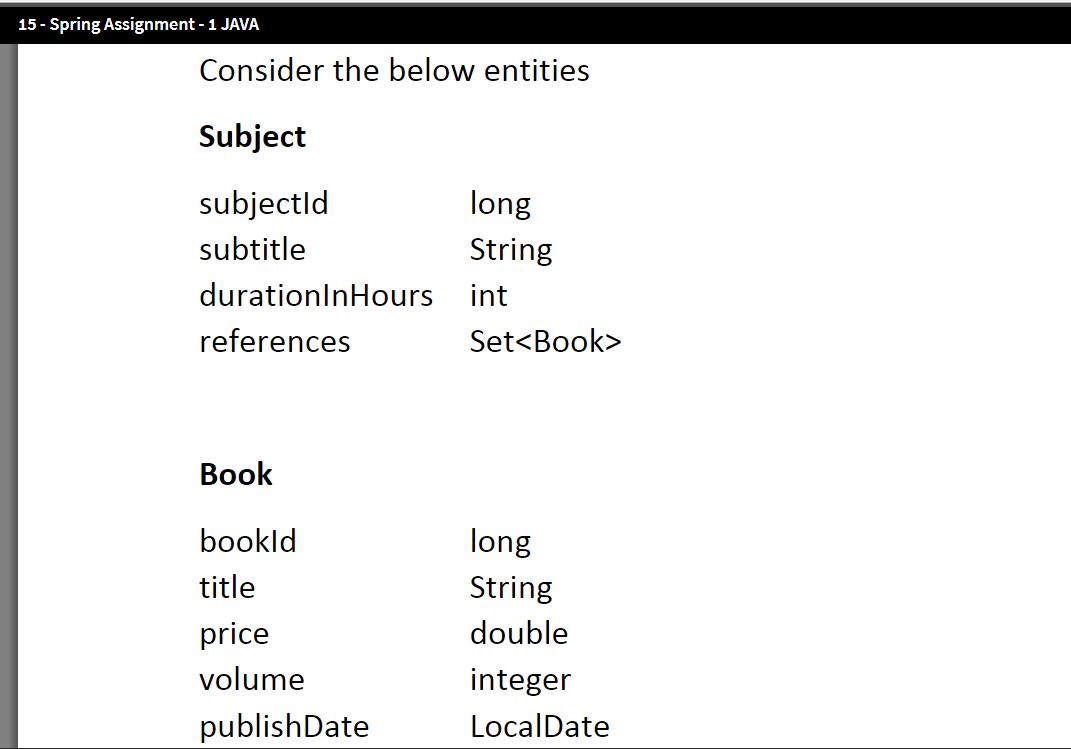 15 - Spring Assignment - 1 JAVA
Consider the below entities
Subject
subjectId long
subtitle String
durationInHours int
references Set<Book>
Book
bookId long
title String
price double
volume integer
publishDate LocalDate